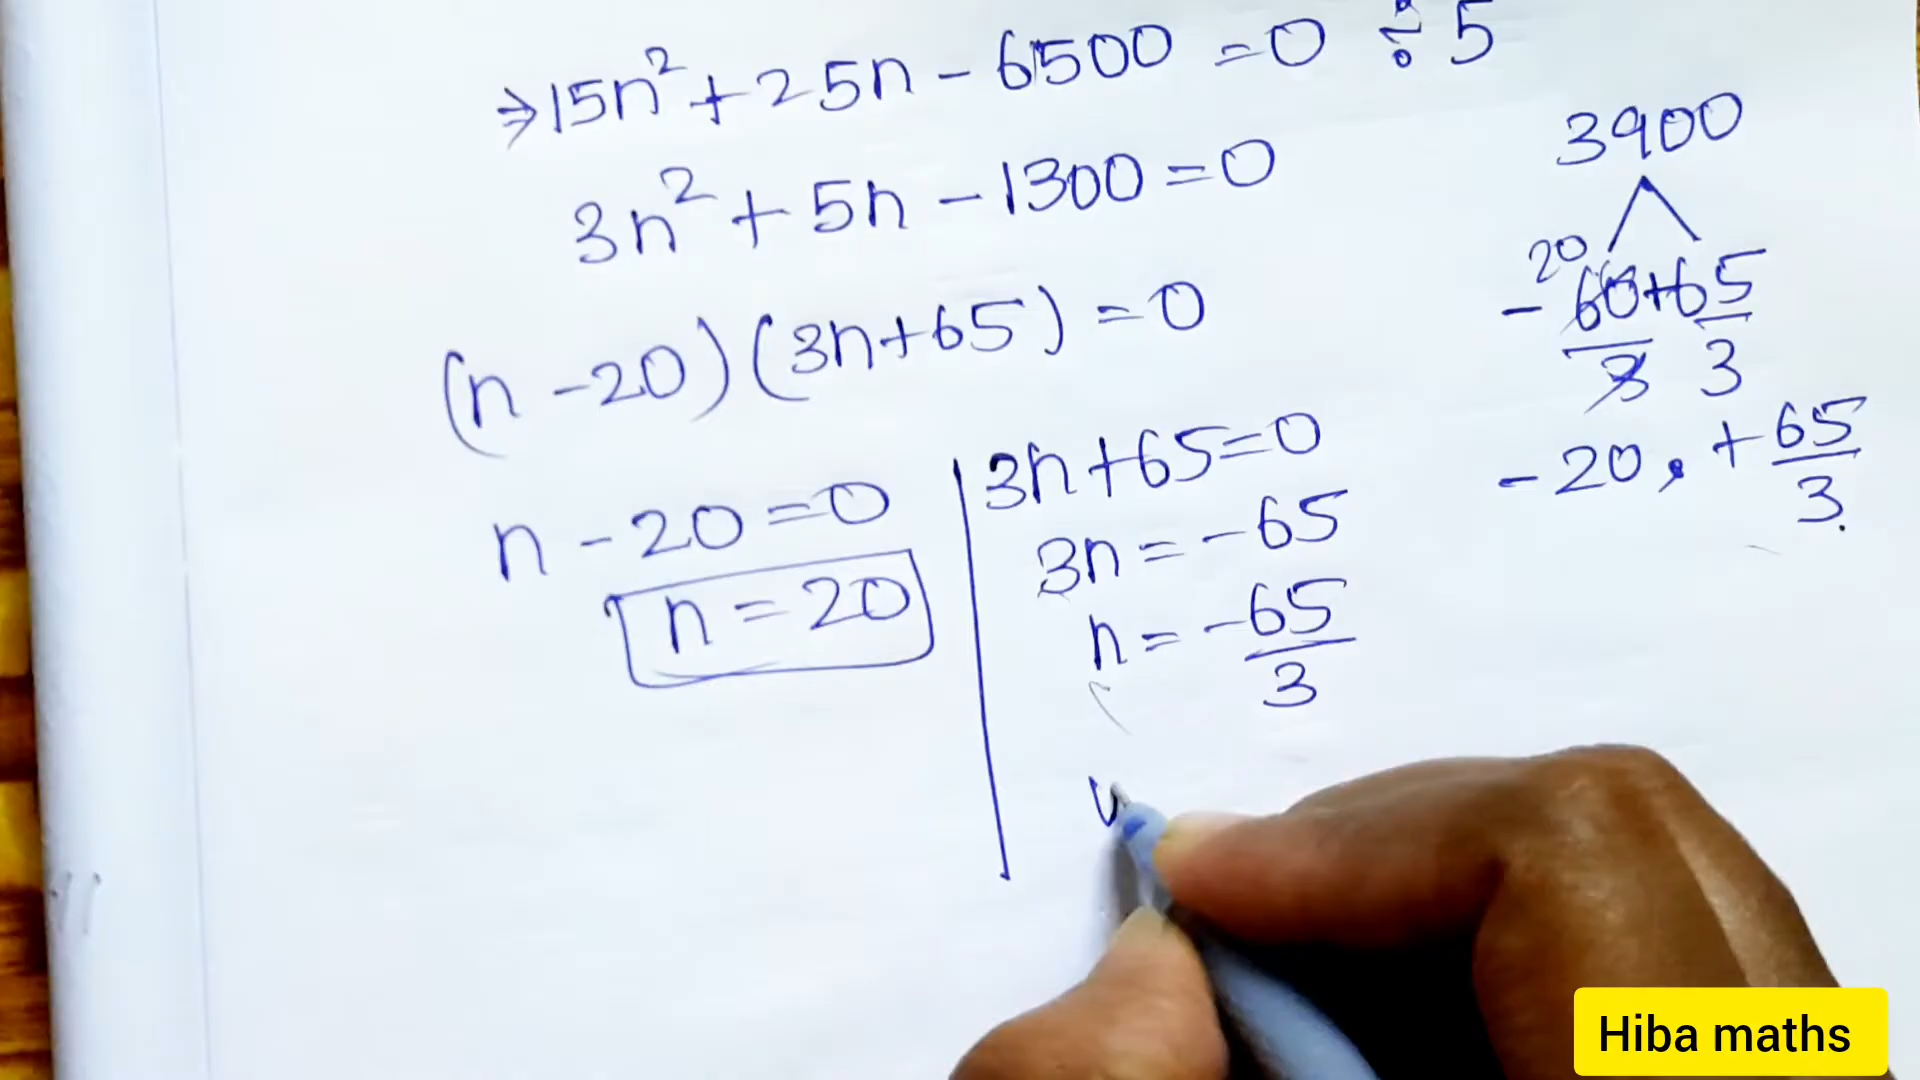 ⇒15n² + 25n - 6500 = 0 ÷ 5
3n² + 5n - 1300 = 0
(n - 20)(3n + 65) = 0
n - 20 = 0
n = 20
3n + 65 = 0
3n = -65
n = -65/3
3900
20
-60/3 +65/3
-20, +65/3.
Hiba maths